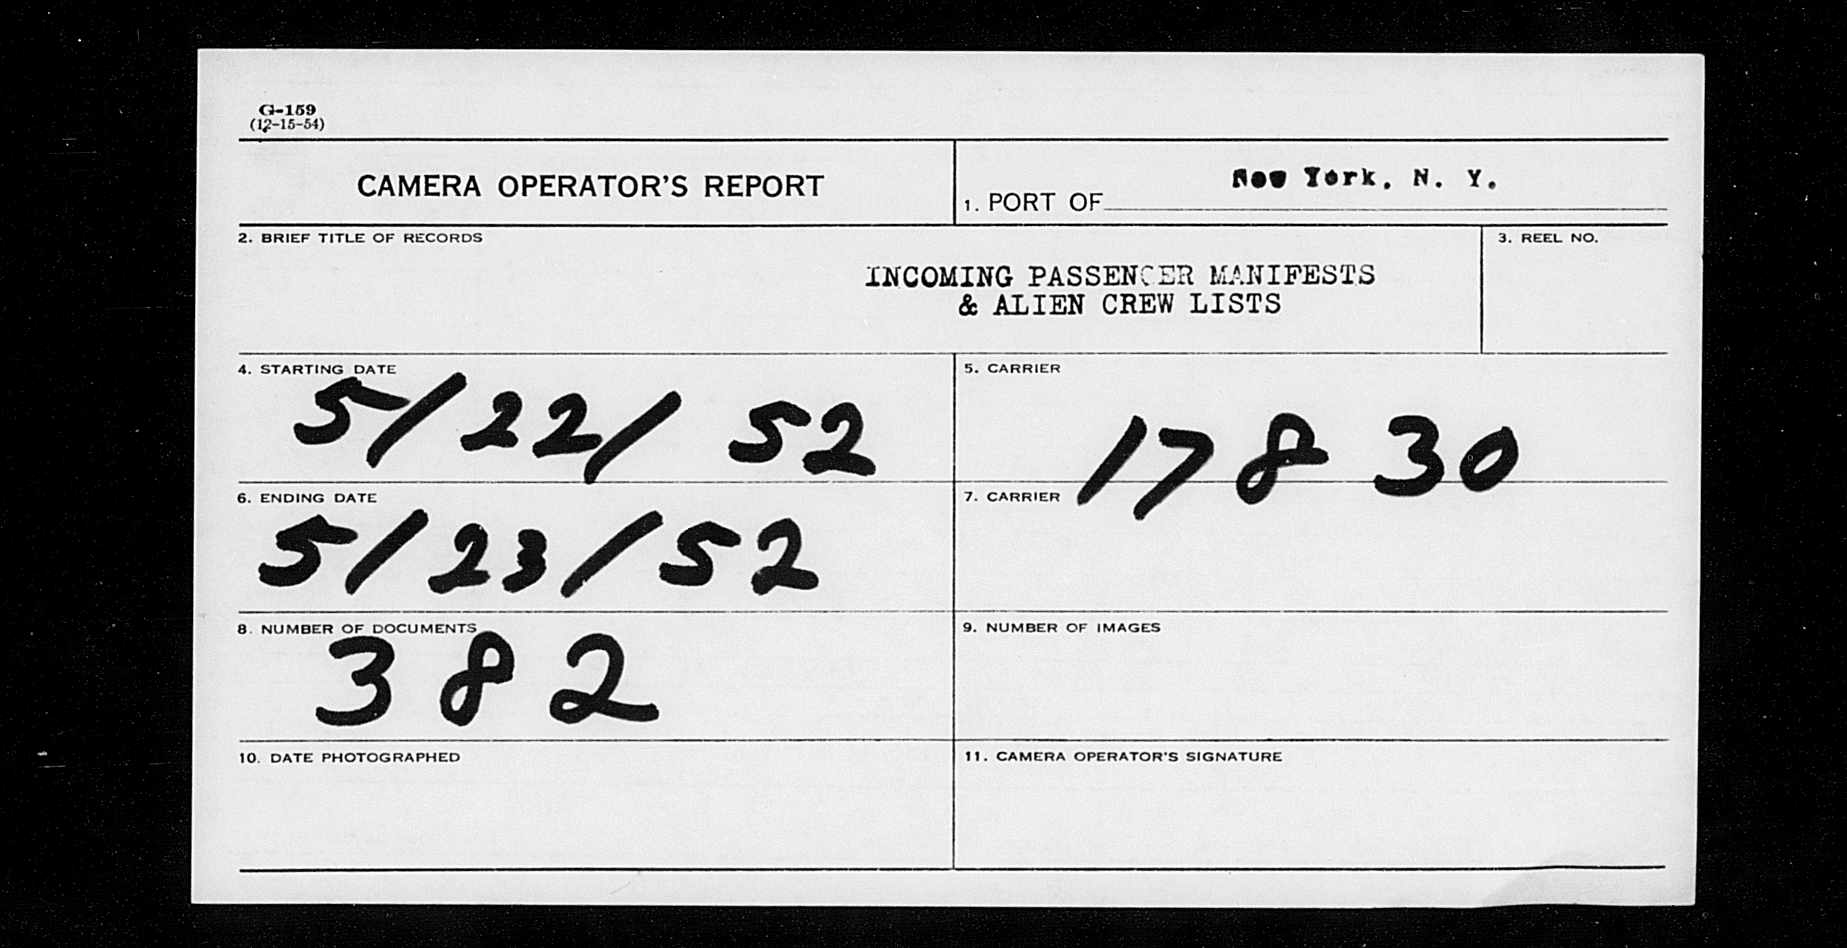 G-159
(12-15-54)
CAMERA OPERATOR'S REPORT
1. PORT OF New York, N. Y.
2. BRIEF TITLE OF RECORDS
INCOMING PASSENGER MANIFESTS
& ALIEN CREW LISTS
3. REEL NO.
4. STARTING DATE
5/22/52
5. CARRIER
17830
6. ENDING DATE
5/23/52
7. CARRIER
8. NUMBER OF DOCUMENTS
382
9. NUMBER OF IMAGES
10. DATE PHOTOGRAPHED
11. CAMERA OPERATOR'S SIGNATURE